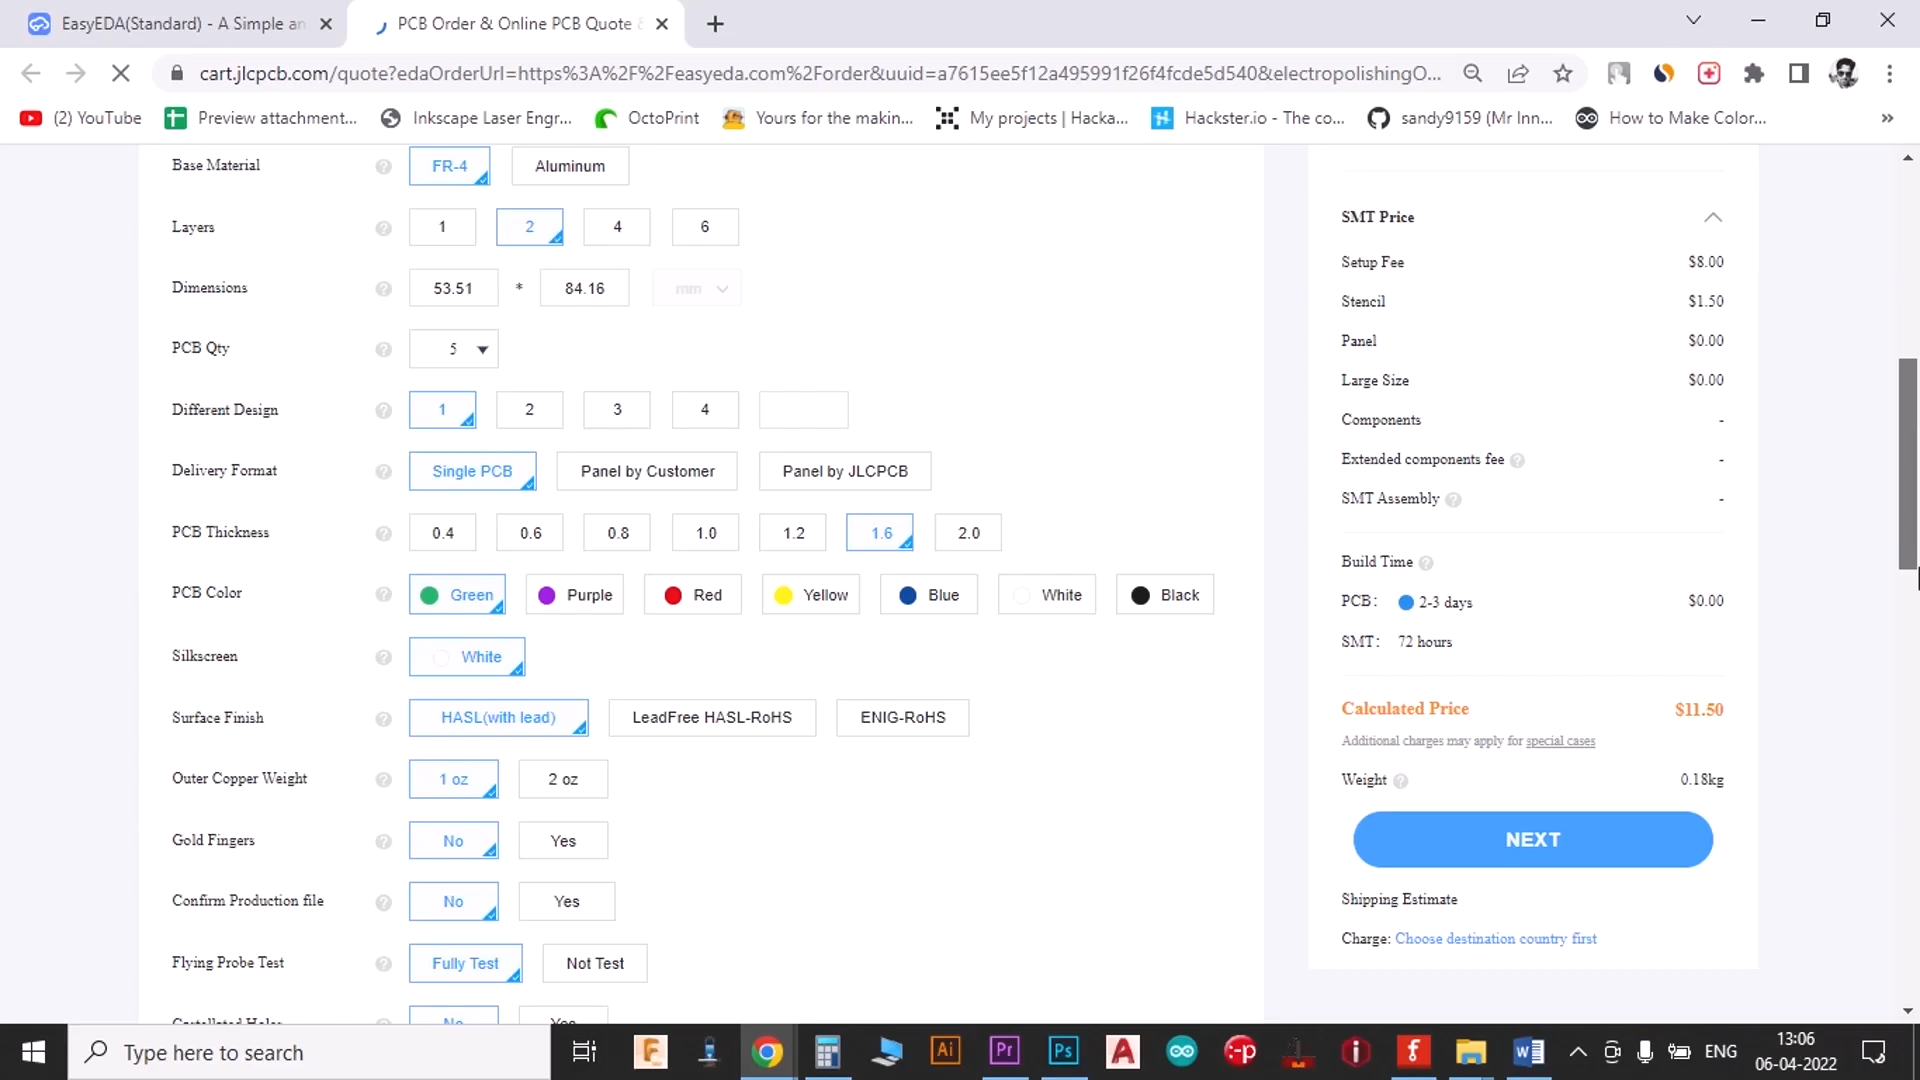 EasyEDA(Standard) - A Simple an
PCB Order & Online PCB Quote &
cart.jlcpcb.com/quote?edaOrderUrl=https%3A%2F%2Feasyeda.com%2Forder&uuid=a7615ee5f12a495991f26f4fcde5d540&electropolishingO...
(2) YouTube
Preview attachment...
Inkscape Laser Engr...
OctoPrint
Yours for the makin...
My projects | Hacka...
Hackster.io - The co...
sandy9159 (Mr Inn...
How to Make Color...
»
Base Material ? FR-4 Aluminum
Layers ? 1 2 4 6
Dimensions ? 53.51 * 84.16 mm
PCB Qty ? 5
Different Design ? 1 2 3 4
Delivery Format ? Single PCB Panel by Customer Panel by JLCPCB
PCB Thickness ? 0.4 0.6 0.8 1.0 1.2 1.6 2.0
PCB Color ? Green Purple Red Yellow Blue White Black
Silkscreen ? White
Surface Finish ? HASL(with lead) LeadFree HASL-RoHS ENIG-RoHS
Outer Copper Weight ? 1 oz 2 oz
Gold Fingers ? No Yes
Confirm Production file ? No Yes
Flying Probe Test ? Fully Test Not Test
Castellated Holes ? No Yes
SMT Price
Setup Fee $8.00
Stencil $1.50
Panel $0.00
Large Size $0.00
Components -
Extended components fee ? -
SMT Assembly ? -
Build Time ?
PCB: 2-3 days $0.00
SMT: 72 hours
Calculated Price $11.50
Additional charges may apply for special cases
Weight ? 0.18kg
NEXT
Shipping Estimate
Charge: Choose destination country first
Type here to search
Ai
Pr
Ps
ENG
13:06
06-04-2022